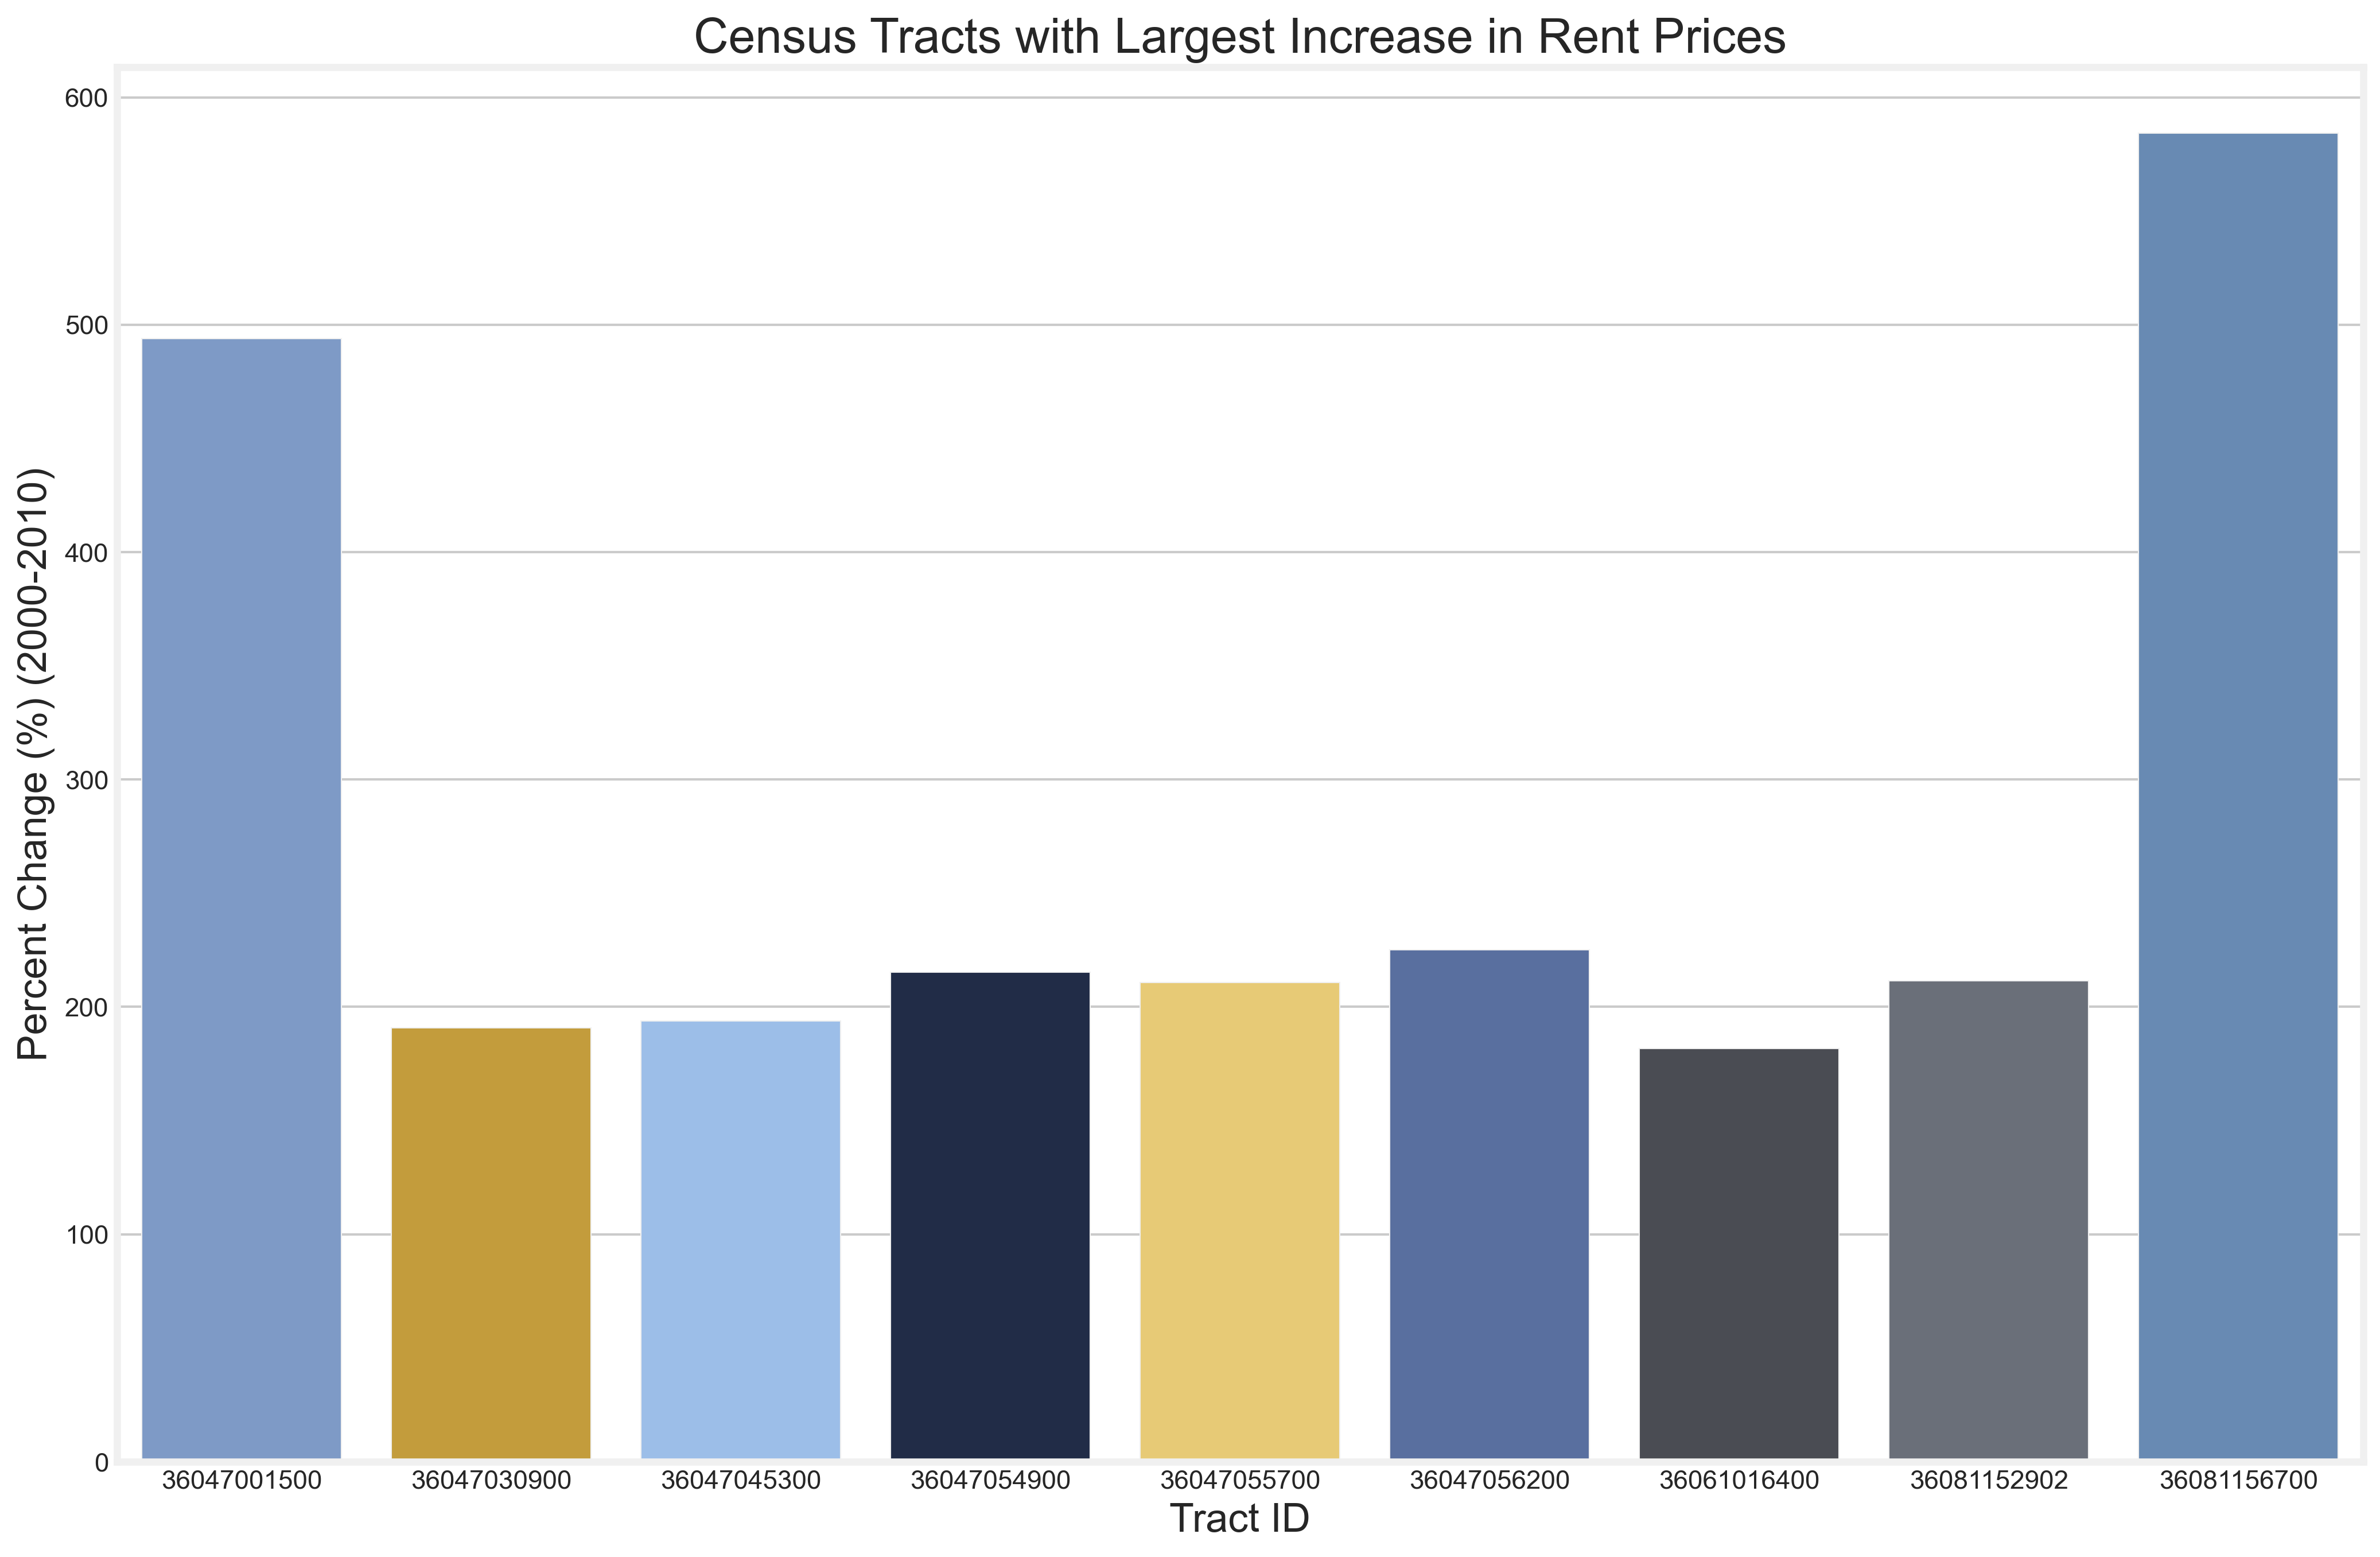 Census Tracts with Largest Increase in Rent Prices
Percent Change (%) (2000-2010)
600
500
400
300
200
100
0
36047001500 36047030900 36047045300 36047054900 36047055700 36047056200 36061016400 36081152902 36081156700
Tract ID